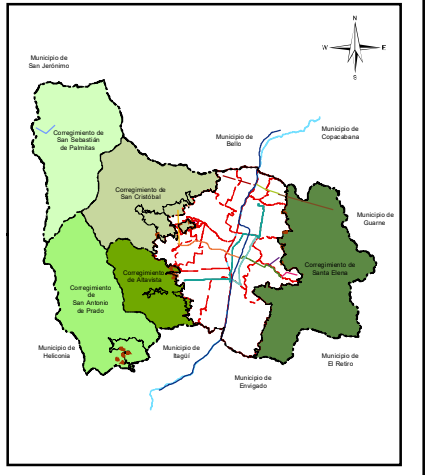 N
W
E
S
Municipio de
San Jerónimo
Corregimiento de
San Sebastián
de Palmitas
Municipio de
Bello
Municipio de
Copacabana
Corregimiento de
San Cristóbal
Municipio de
Guarne
Corregimiento de
Santa Elena
Corregimiento
de Altavista
Corregimiento
de
San Antonio
de Prado
Municipio de
Heliconia
Municipio de
Itagüí
Municipio de
El Retiro
Municipio de
Envigado